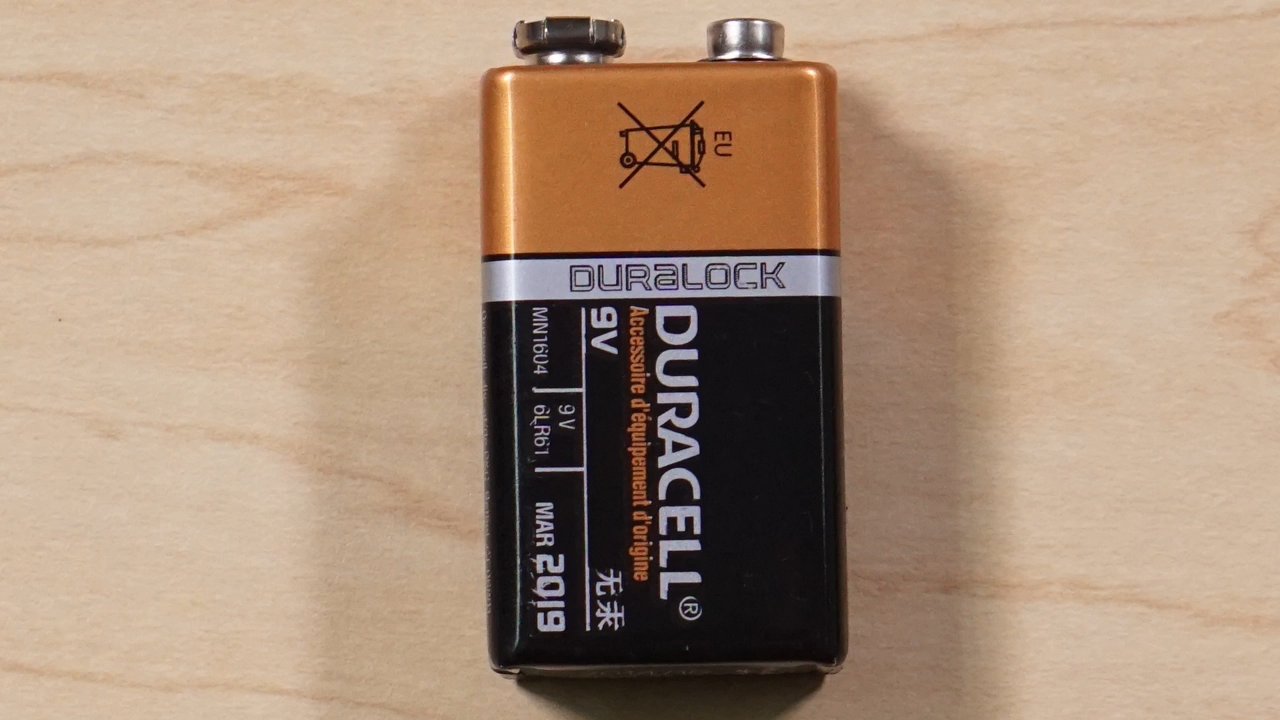 EU
DURALOCK
DURACELL®
Accessoire d'équipement d'origine
9V
无汞
9V
MN1604
6LR61
MAR 2019